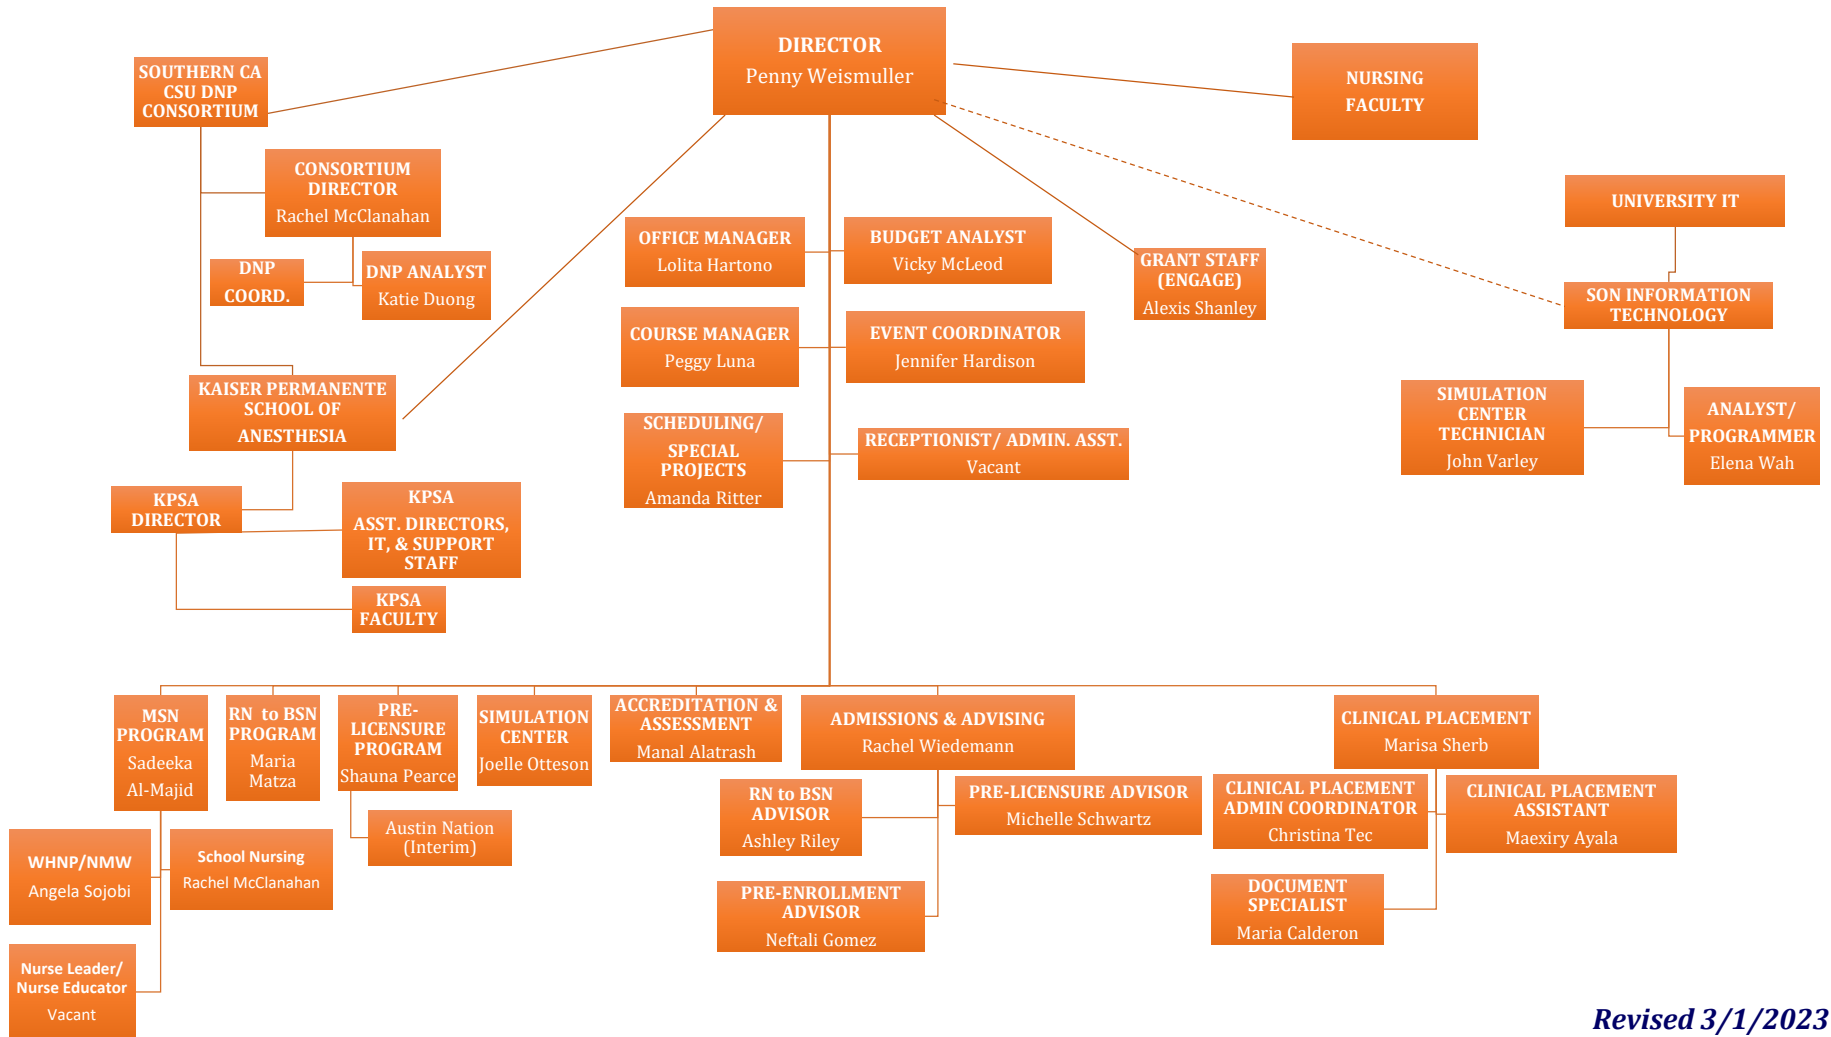 DIRECTOR
Penny Weismuller
SOUTHERN CA
CSU DNP
CONSORTIUM
NURSING
FACULTY
CONSORTIUM
DIRECTOR
Rachel McClanahan
DNP
COORD.
DNP ANALYST
Katie Duong
OFFICE MANAGER
Lolita Hartono
BUDGET ANALYST
Vicky McLeod
GRANT STAFF
(ENGAGE)
Alexis Shanley
UNIVERSITY IT
SON INFORMATION
TECHNOLOGY
COURSE MANAGER
Peggy Luna
EVENT COORDINATOR
Jennifer Hardison
KAISER PERMANENTE
SCHOOL OF
ANESTHESIA
SCHEDULING/
SPECIAL
PROJECTS
Amanda Ritter
RECEPTIONIST/ ADMIN. ASST.
Vacant
SIMULATION
CENTER
TECHNICIAN
John Varley
ANALYST/
PROGRAMMER
Elena Wah
KPSA
DIRECTOR
KPSA
ASST. DIRECTORS,
IT, & SUPPORT
STAFF
KPSA
FACULTY
MSN
PROGRAM
Sadeeka
Al-Majid
RN to BSN
PROGRAM
Maria
Matza
PRE-
LICENSURE
PROGRAM
Shauna Pearce
SIMULATION
CENTER
Joelle Otteson
ACCREDITATION &
ASSESSMENT
Manal Alatrash
ADMISSIONS & ADVISING
Rachel Wiedemann
CLINICAL PLACEMENT
Marisa Sherb
Austin Nation
(Interim)
WHNP/NMW
Angela Sojobi
School Nursing
Rachel McClanahan
Nurse Leader/
Nurse Educator
Vacant
RN to BSN
ADVISOR
Ashley Riley
PRE-LICENSURE ADVISOR
Michelle Schwartz
PRE-ENROLLMENT
ADVISOR
Neftali Gomez
CLINICAL PLACEMENT
ADMIN COORDINATOR
Christina Tec
CLINICAL PLACEMENT
ASSISTANT
Maexiry Ayala
DOCUMENT
SPECIALIST
Maria Calderon
Revised 3/1/2023